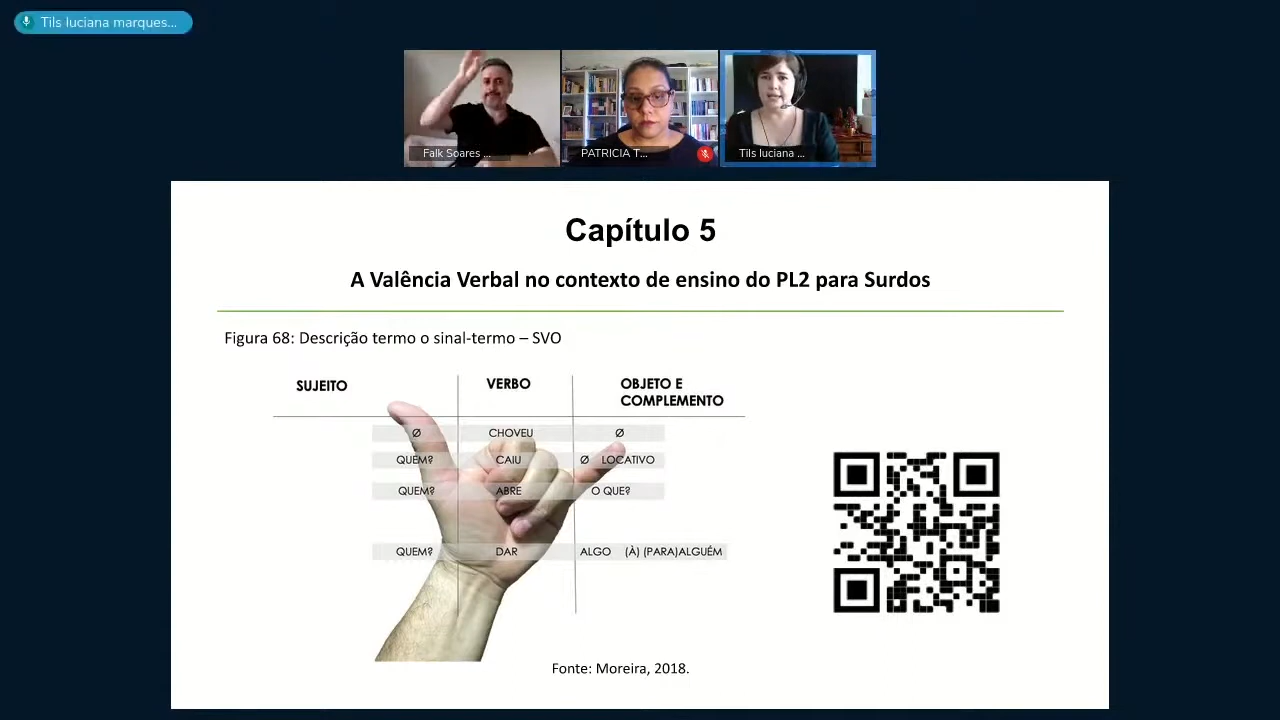 Tils luciana marques...
Falk Soares ...
PATRICIA T...
Tils luciana ...
Capítulo 5
A Valência Verbal no contexto de ensino do PL2 para Surdos
Figura 68: Descrição termo o sinal-termo – SVO
SUJEITO VERBO OBJETO E COMPLEMENTO
Ø CHOVEU Ø
QUEM? CAIU Ø LOCATIVO
QUEM? ABRE O QUE?
QUEM? DAR ALGO (À) (PARA)ALGUÉM
Fonte: Moreira, 2018.